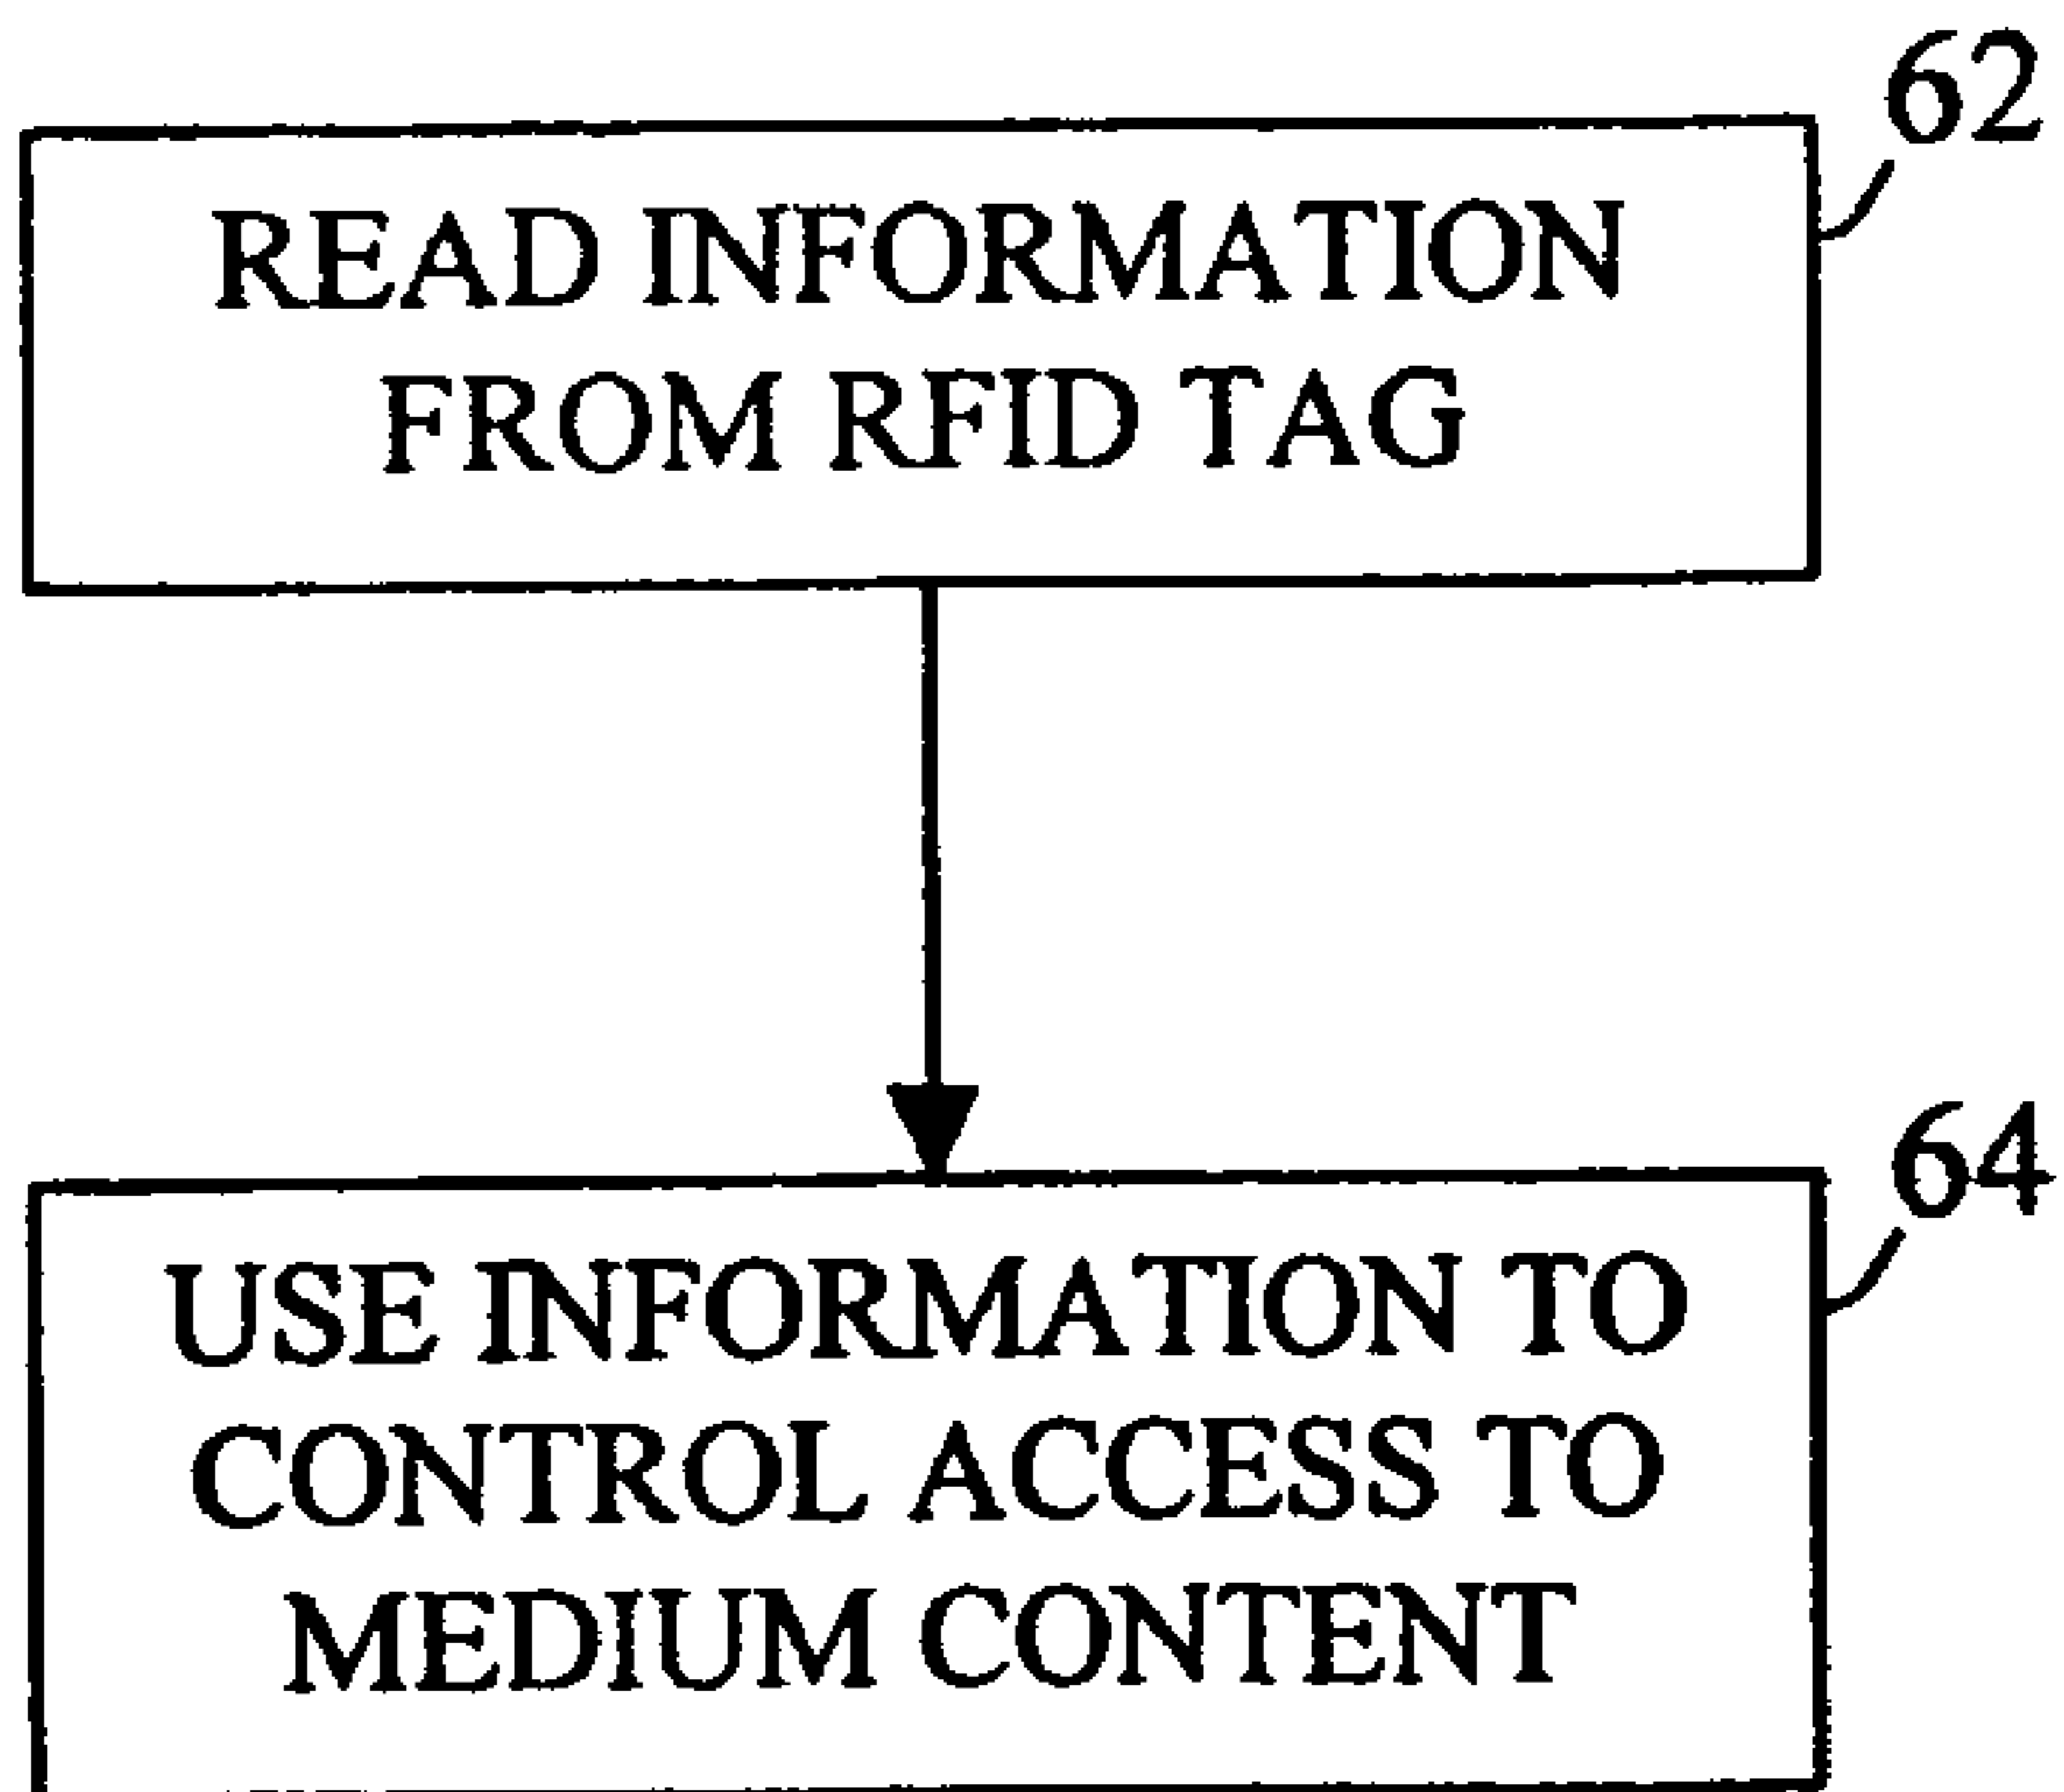 62
READ INFORMATION
FROM RFID TAG
64
USE INFORMATION TO
CONTROL ACCESS TO
MEDIUM CONTENT